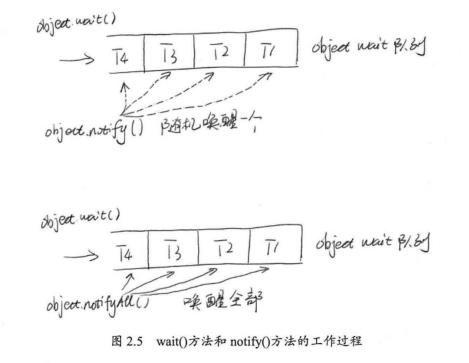 object.wait()
T4 T3 T2 T1 object wait 队列
object.notify() 随机唤醒一个
object.wait()
T4 T3 T2 T1 object wait 队列
object.notifyAll() 唤醒全部
图 2.5 wait()方法和 notify()方法的工作过程